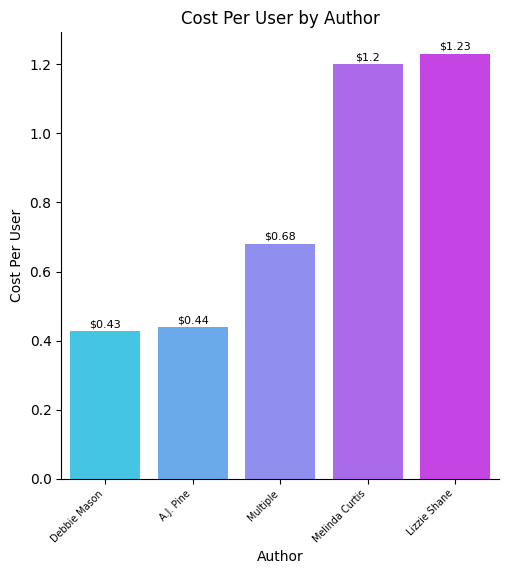 Cost Per User by Author
Cost Per User
1.2
1.0
0.8
0.6
0.4
0.2
0.0
$0.43
$0.44
$0.68
$1.2
$1.23
Debbie Mason
A.J. Pine
Multiple
Melinda Curtis
Lizzie Shane
Author